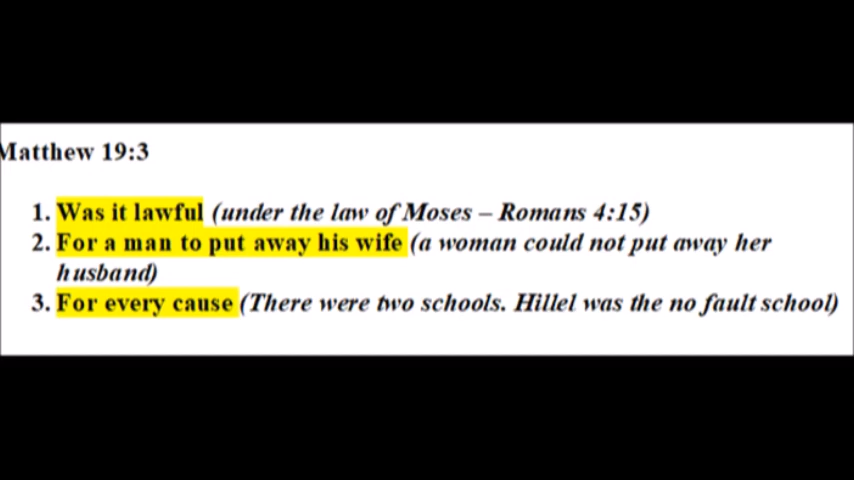 Matthew 19:3
1. Was it lawful (under the law of Moses – Romans 4:15)
2. For a man to put away his wife (a woman could not put away her
husband)
3. For every cause (There were two schools. Hillel was the no fault school)